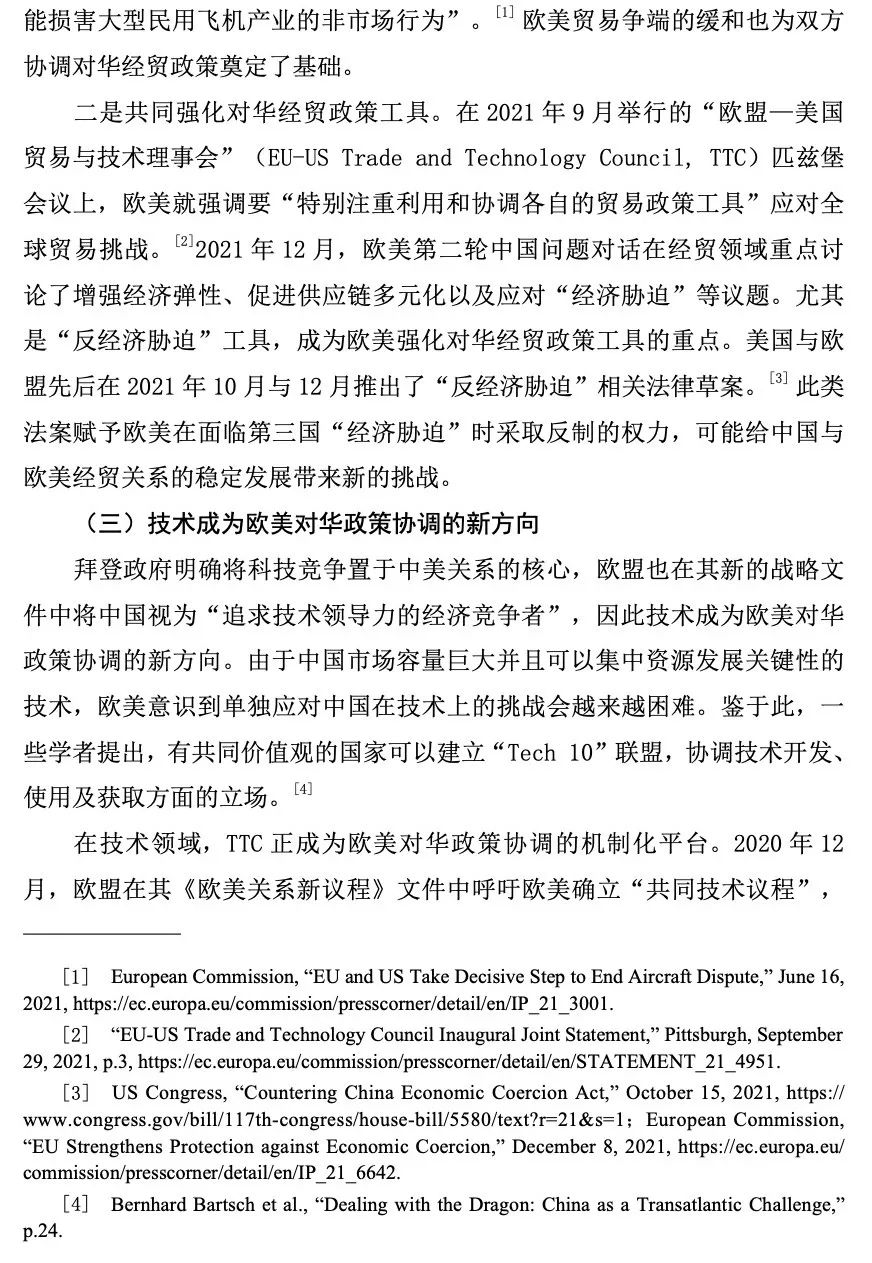 能损害大型民用飞机产业的非市场行为”。[1] 欧美贸易争端的缓和也为双方
协调对华经贸政策奠定了基础。
二是共同强化对华经贸政策工具。在 2021 年 9 月举行的“欧盟—美国
贸易与技术理事会”（EU-US Trade and Technology Council, TTC）匹兹堡
会议上，欧美就强调要“特别注重利用和协调各自的贸易政策工具”应对全
球贸易挑战。[2]2021 年 12 月，欧美第二轮中国问题对话在经贸领域重点讨
论了增强经济弹性、促进供应链多元化以及应对“经济胁迫”等议题。尤其
是“反经济胁迫”工具，成为欧美强化对华经贸政策工具的重点。美国与欧
盟先后在 2021 年 10 月与 12 月推出了“反经济胁迫”相关法律草案。[3] 此类
法案赋予欧美在面临第三国“经济胁迫”时采取反制的权力，可能给中国与
欧美经贸关系的稳定发展带来新的挑战。
（三）技术成为欧美对华政策协调的新方向
拜登政府明确将科技竞争置于中美关系的核心，欧盟也在其新的战略文
件中将中国视为“追求技术领导力的经济竞争者”，因此技术成为欧美对华
政策协调的新方向。由于中国市场容量巨大并且可以集中资源发展关键性的
技术，欧美意识到单独应对中国在技术上的挑战会越来越困难。鉴于此，一
些学者提出，有共同价值观的国家可以建立“Tech 10”联盟，协调技术开发、
使用及获取方面的立场。[4]
在技术领域，TTC 正成为欧美对华政策协调的机制化平台。2020 年 12
月，欧盟在其《欧美关系新议程》文件中呼吁欧美确立“共同技术议程”，
[1] European Commission, “EU and US Take Decisive Step to End Aircraft Dispute,” June 16,
2021, https://ec.europa.eu/commission/presscorner/detail/en/IP_21_3001.
[2] “EU-US Trade and Technology Council Inaugural Joint Statement,” Pittsburgh, September
29, 2021, p.3, https://ec.europa.eu/commission/presscorner/detail/en/STATEMENT_21_4951.
[3] US Congress, “Countering China Economic Coercion Act,” October 15, 2021, https://
www.congress.gov/bill/117th-congress/house-bill/5580/text?r=21&s=1；European Commission,
“EU Strengthens Protection against Economic Coercion,” December 8, 2021, https://ec.europa.eu/
commission/presscorner/detail/en/IP_21_6642.
[4] Bernhard Bartsch et al., “Dealing with the Dragon: China as a Transatlantic Challenge,”
p.24.